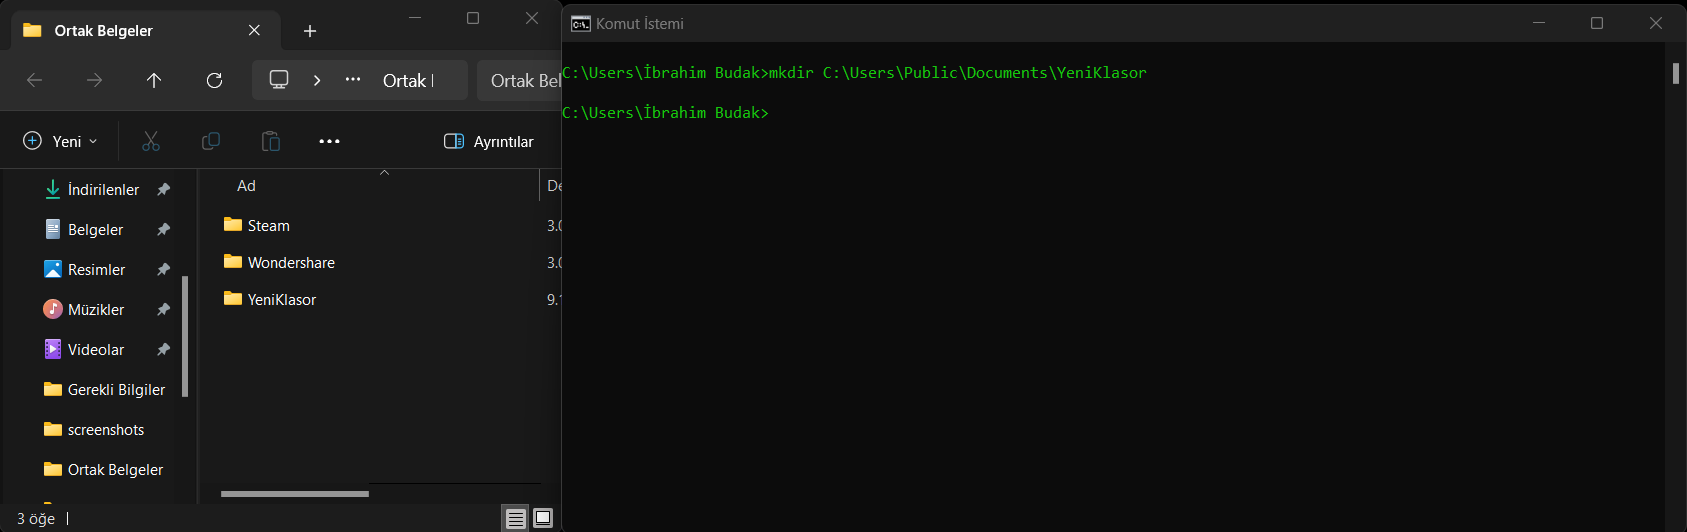 Ortak Belgeler
Ortak
Ortak Bel
Yeni
Ayrıntılar
İndirilenler
Belgeler
Resimler
Müzikler
Videolar
Gerekli Bilgiler
screenshots
Ortak Belgeler
Ad
De
Steam
3.0
Wondershare
3.0
YeniKlasor
9.1
3 öğe
Komut İstemi
C:\Users\İbrahim Budak>mkdir C:\Users\Public\Documents\YeniKlasor
C:\Users\İbrahim Budak>